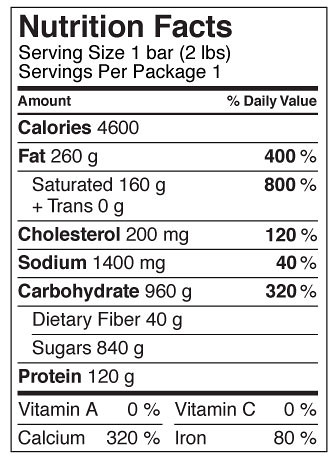 Nutrition Facts
Serving Size 1 bar (2 lbs)
Servings Per Package 1
Amount % Daily Value
Calories 4600
Fat 260 g 400 %
Saturated 160 g 800 %
+ Trans 0 g
Cholesterol 200 mg 120 %
Sodium 1400 mg 40 %
Carbohydrate 960 g 320 %
Dietary Fiber 40 g
Sugars 840 g
Protein 120 g
Vitamin A 0 % Vitamin C 0 %
Calcium 320 % Iron 80 %